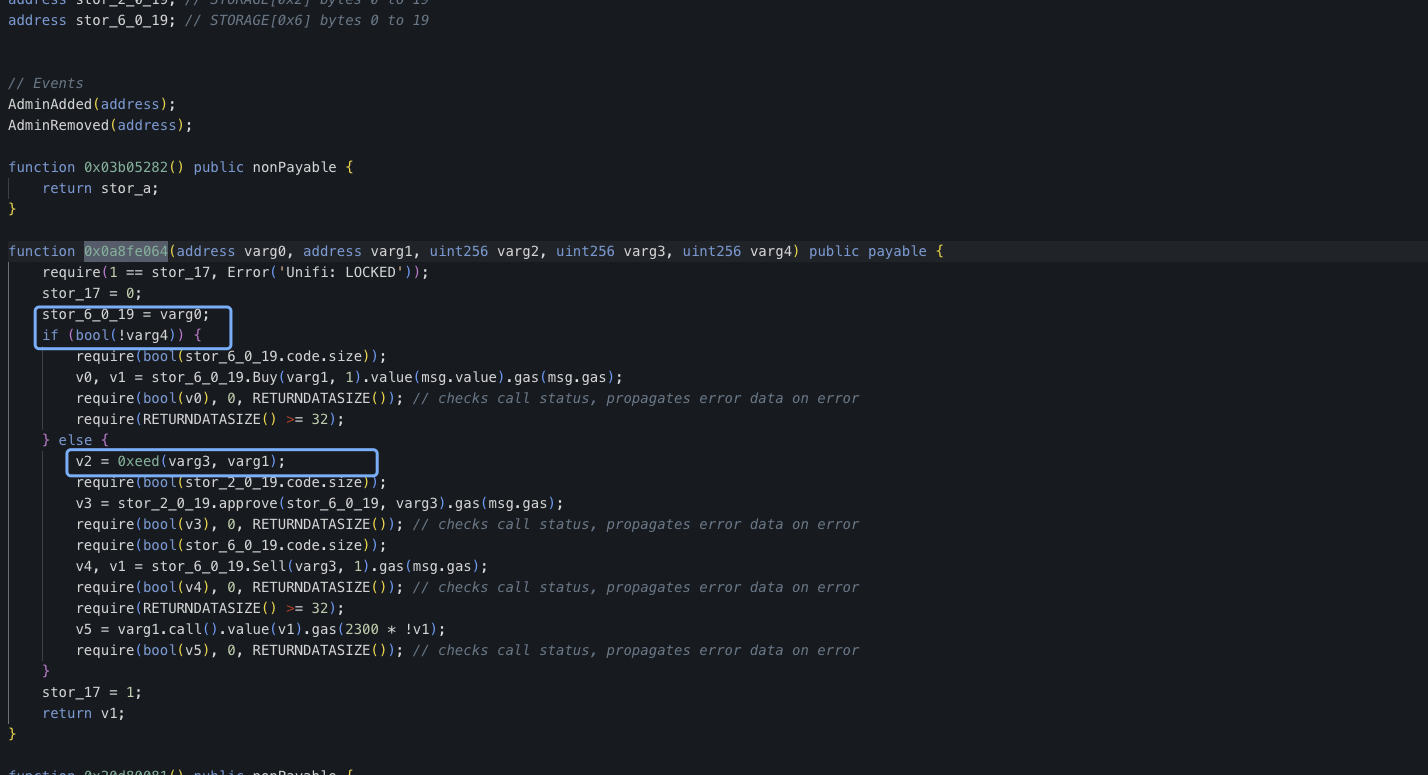 address stor_2_0_19; // STORAGE[0x2] bytes 0 to 19
address stor_6_0_19; // STORAGE[0x6] bytes 0 to 19
// Events
AdminAdded(address);
AdminRemoved(address);
function 0x03b05282() public nonPayable {
return stor_a;
}
function 0x0a8fe064(address varg0, address varg1, uint256 varg2, uint256 varg3, uint256 varg4) public payable {
require(1 == stor_17, Error('Unifi: LOCKED'));
stor_17 = 0;
stor_6_0_19 = varg0;
if (bool(!varg4)) {
require(bool(stor_6_0_19.code.size));
v0, v1 = stor_6_0_19.Buy(varg1, 1).value(msg.value).gas(msg.gas);
require(bool(v0), 0, RETURNDATASIZE()); // checks call status, propagates error data on error
require(RETURNDATASIZE() >= 32);
} else {
v2 = 0xeed(varg3, varg1);
require(bool(stor_2_0_19.code.size));
v3 = stor_2_0_19.approve(stor_6_0_19, varg3).gas(msg.gas);
require(bool(v3), 0, RETURNDATASIZE()); // checks call status, propagates error data on error
require(bool(stor_6_0_19.code.size));
v4, v1 = stor_6_0_19.Sell(varg3, 1).gas(msg.gas);
require(bool(v4), 0, RETURNDATASIZE()); // checks call status, propagates error data on error
require(RETURNDATASIZE() >= 32);
v5 = varg1.call().value(v1).gas(2300 * !v1);
require(bool(v5), 0, RETURNDATASIZE()); // checks call status, propagates error data on error
}
stor_17 = 1;
return v1;
}
function 0x20d80081() public nonPayable {